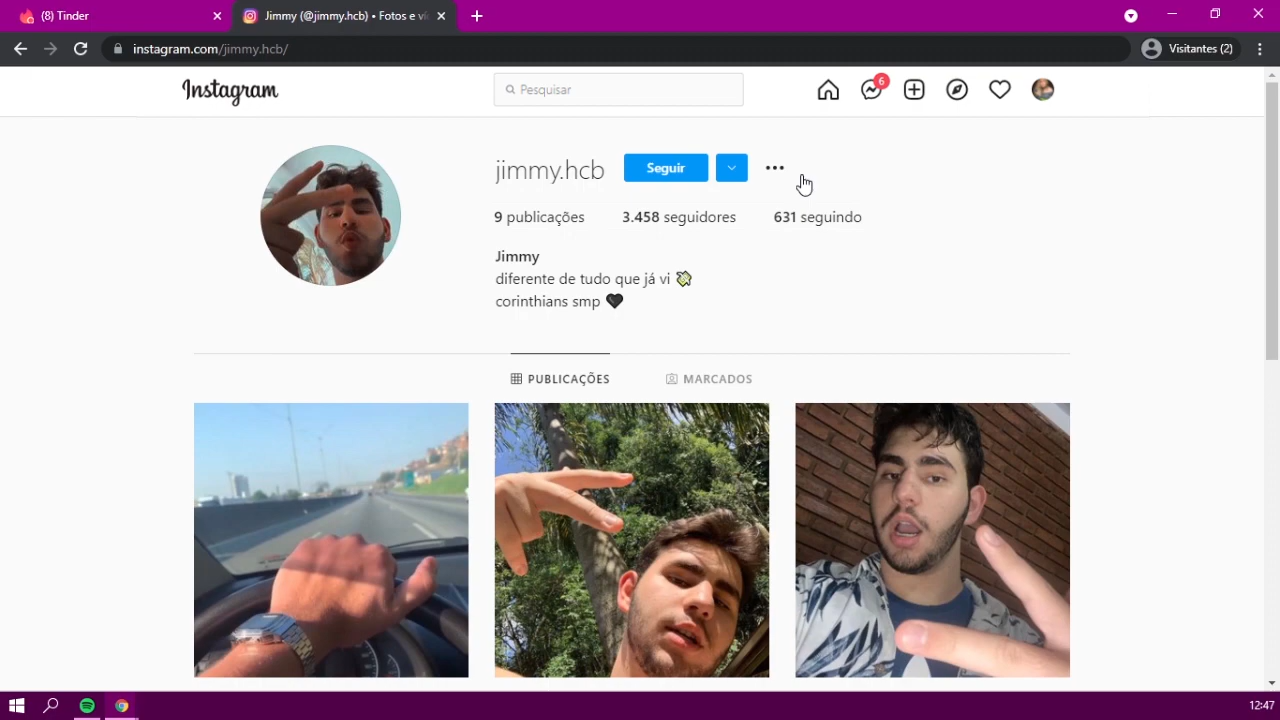 (8) Tinder
Jimmy (@jimmy.hcb) • Fotos e ví
instagram.com/jimmy.hcb/
Visitantes (2)
Instagram
Pesquisar
6
jimmy.hcb
Seguir
9 publicações
3.458 seguidores
631 seguindo
Jimmy
diferente de tudo que já vi
corinthians smp
PUBLICAÇÕES
MARCADOS
12:47